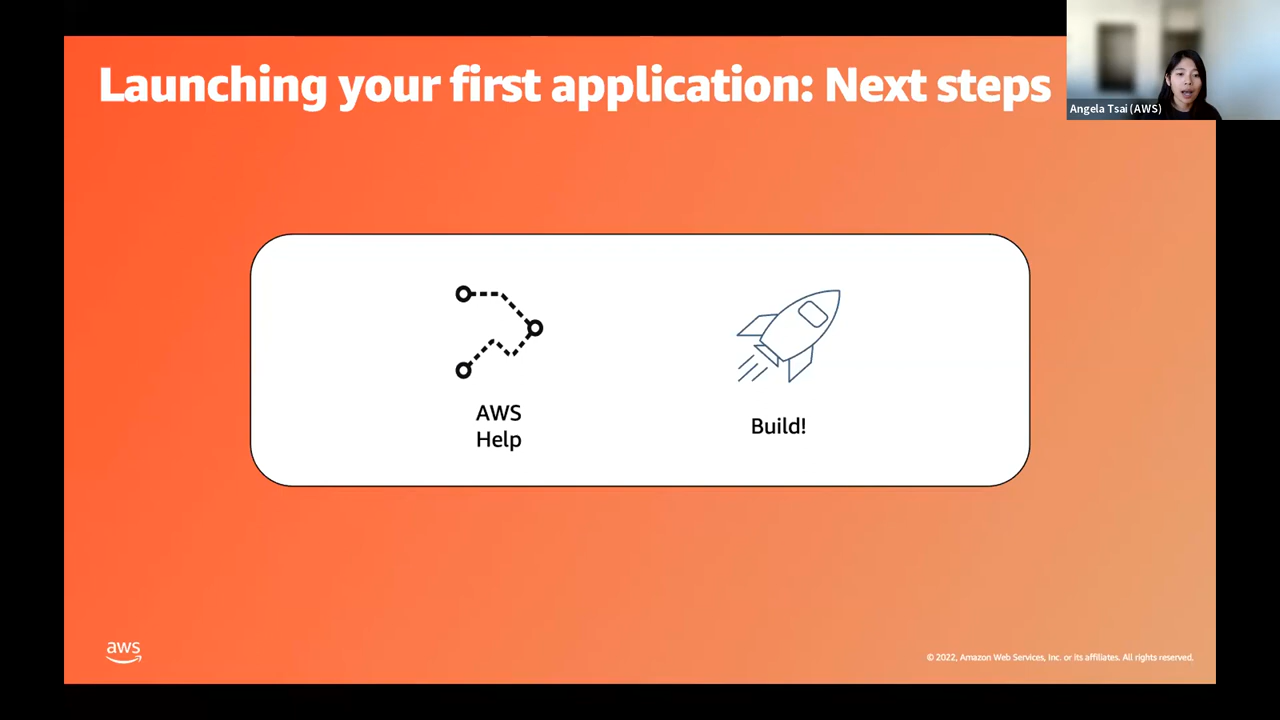 Launching your first application: Next steps
Angela Tsai (AWS)
AWS
Help
Build!
aws
© 2022, Amazon Web Services, Inc. or its affiliates. All rights reserved.